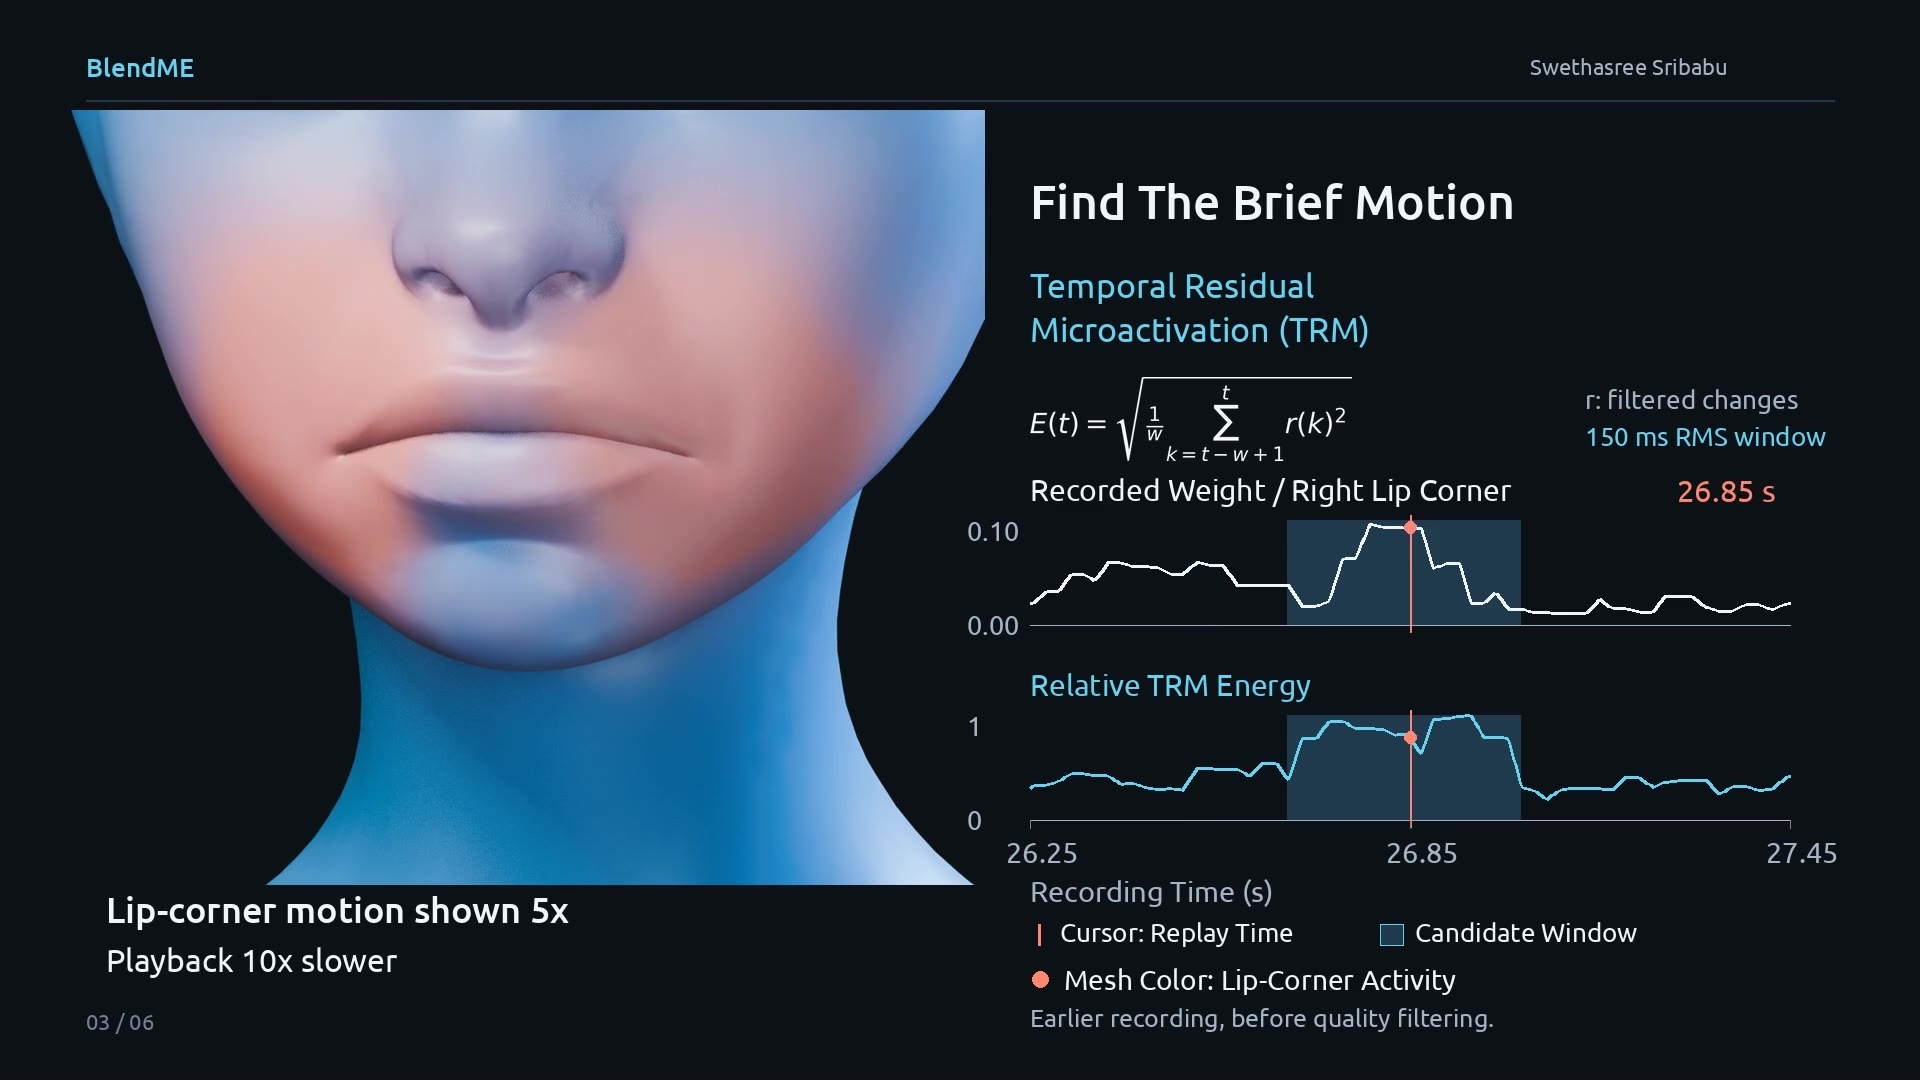 BlendME
Swethasree Sribabu
Find The Brief Motion
Temporal Residual
Microactivation (TRM)
E(t) = √(1/w ∑_{k=t−w+1}^{t} r(k)²)
r: filtered changes
150 ms RMS window
Recorded Weight / Right Lip Corner
26.85 s
0.10
0.00
Relative TRM Energy
1
0
26.25
26.85
27.45
Recording Time (s)
Cursor: Replay Time
Candidate Window
Mesh Color: Lip-Corner Activity
Earlier recording, before quality filtering.
Lip-corner motion shown 5x
Playback 10x slower
03 / 06